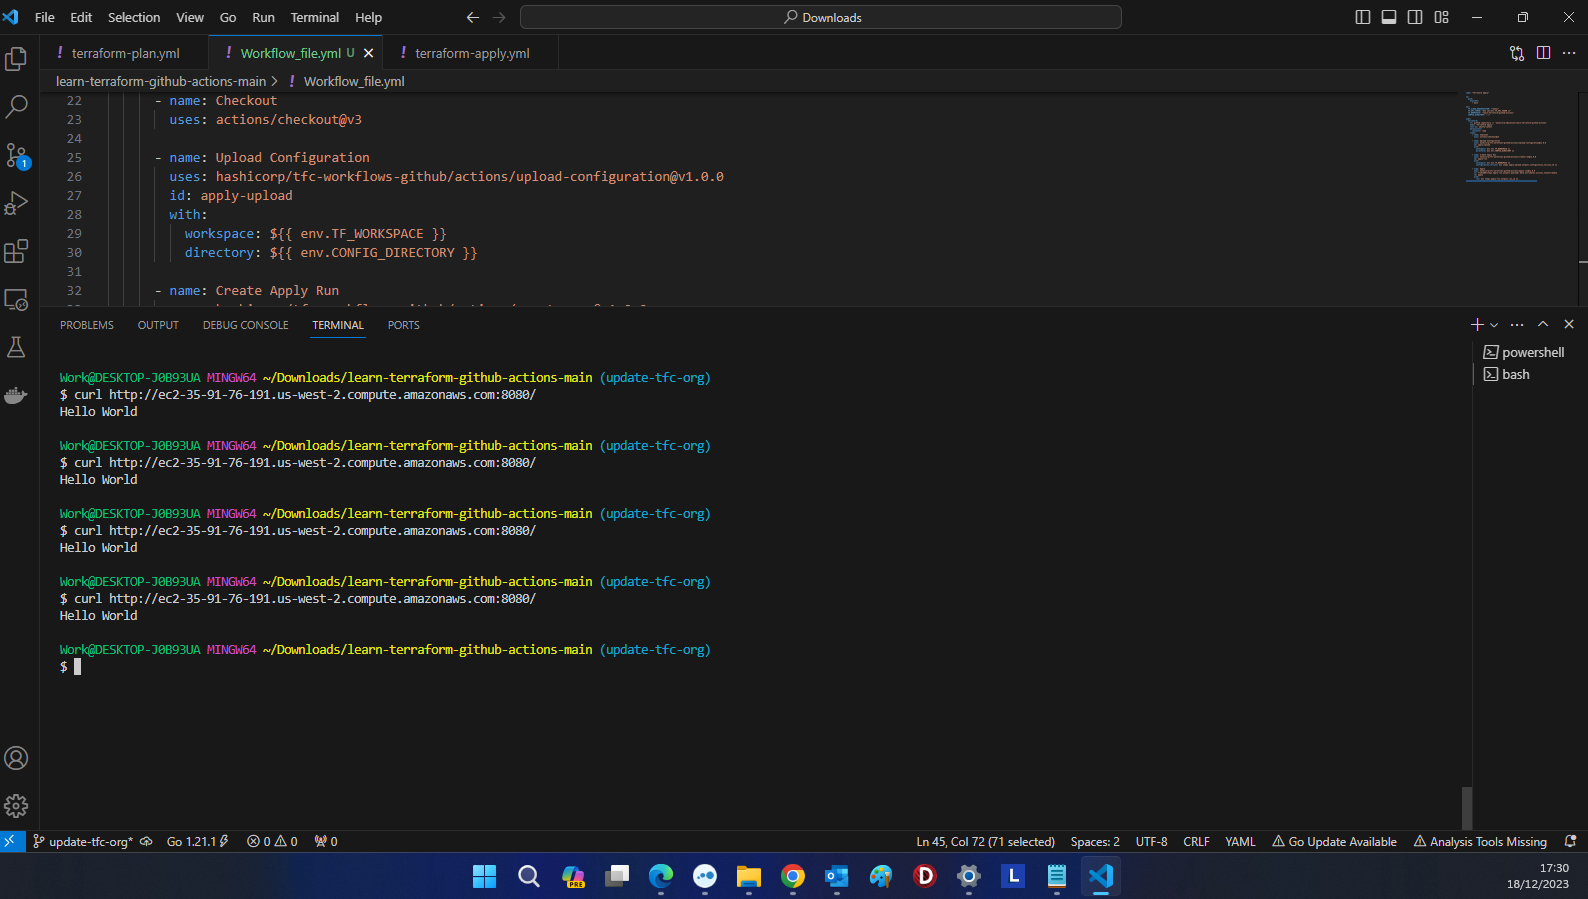 File Edit Selection View Go Run Terminal Help
Downloads
! terraform-plan.yml ! Workflow_file.yml U ! terraform-apply.yml
learn-terraform-github-actions-main > ! Workflow_file.yml
22 - name: Checkout
23 uses: actions/checkout@v3
24
25 - name: Upload Configuration
26 uses: hashicorp/tfc-workflows-github/actions/upload-configuration@v1.0.0
27 id: apply-upload
28 with:
29 workspace: ${{ env.TF_WORKSPACE }}
30 directory: ${{ env.CONFIG_DIRECTORY }}
31
32 - name: Create Apply Run
PROBLEMS OUTPUT DEBUG CONSOLE TERMINAL PORTS
powershell
bash
Work@DESKTOP-J0B93UA MINGW64 ~/Downloads/learn-terraform-github-actions-main (update-tfc-org)
$ curl http://ec2-35-91-76-191.us-west-2.compute.amazonaws.com:8080/
Hello World
Work@DESKTOP-J0B93UA MINGW64 ~/Downloads/learn-terraform-github-actions-main (update-tfc-org)
$ curl http://ec2-35-91-76-191.us-west-2.compute.amazonaws.com:8080/
Hello World
Work@DESKTOP-J0B93UA MINGW64 ~/Downloads/learn-terraform-github-actions-main (update-tfc-org)
$ curl http://ec2-35-91-76-191.us-west-2.compute.amazonaws.com:8080/
Hello World
Work@DESKTOP-J0B93UA MINGW64 ~/Downloads/learn-terraform-github-actions-main (update-tfc-org)
$ curl http://ec2-35-91-76-191.us-west-2.compute.amazonaws.com:8080/
Hello World
Work@DESKTOP-J0B93UA MINGW64 ~/Downloads/learn-terraform-github-actions-main (update-tfc-org)
$
1
update-tfc-org* Go 1.21.1 0 0 0 Ln 45, Col 72 (71 selected) Spaces: 2 UTF-8 CRLF YAML Go Update Available Analysis Tools Missing
PRE D L
17:30
18/12/2023